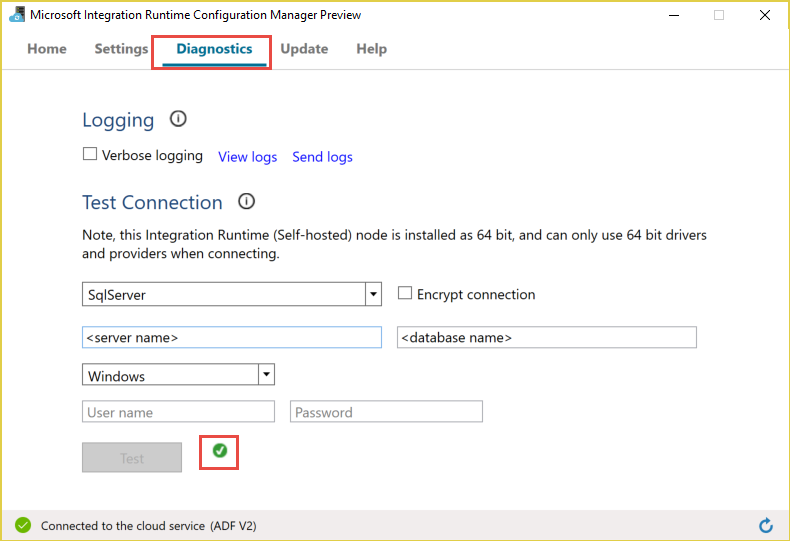 Microsoft Integration Runtime Configuration Manager Preview
Home Settings Diagnostics Update Help
Logging
Verbose logging View logs Send logs
Test Connection
Note, this Integration Runtime (Self-hosted) node is installed as 64 bit, and can only use 64 bit drivers
and providers when connecting.
SqlServer Encrypt connection
<server name> <database name>
Windows
User name Password
Test
Connected to the cloud service (ADF V2)